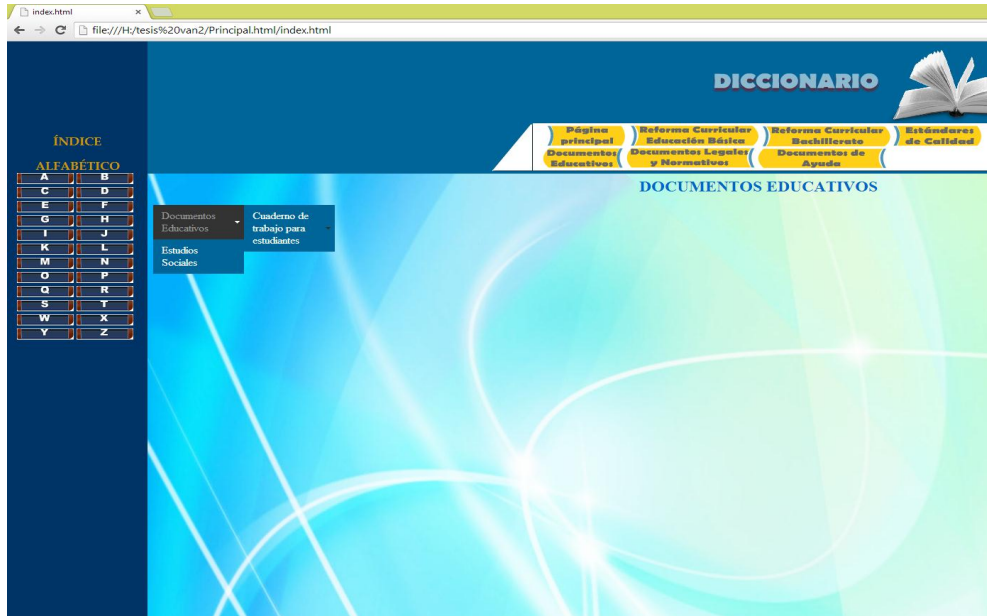 index.html
file:///H:/tesis%20van2/Principal.html/index.html
DICCIONARIO
ÍNDICE
ALFABÉTICO
A B
C D
E F
G H
I J
K L
M N
O P
Q R
S T
W X
Y Z
Página
principal
Reforma Curricular
Educación Básica
Reforma Curricular
Bachillerato
Estándares
de Calidad
Documentos
Educativos
Documentos Legales
y Normativos
Documentos de
Ayuda
DOCUMENTOS EDUCATIVOS
Documentos
Educativos
Cuaderno de
trabajo para
estudiantes
Estudios
Sociales